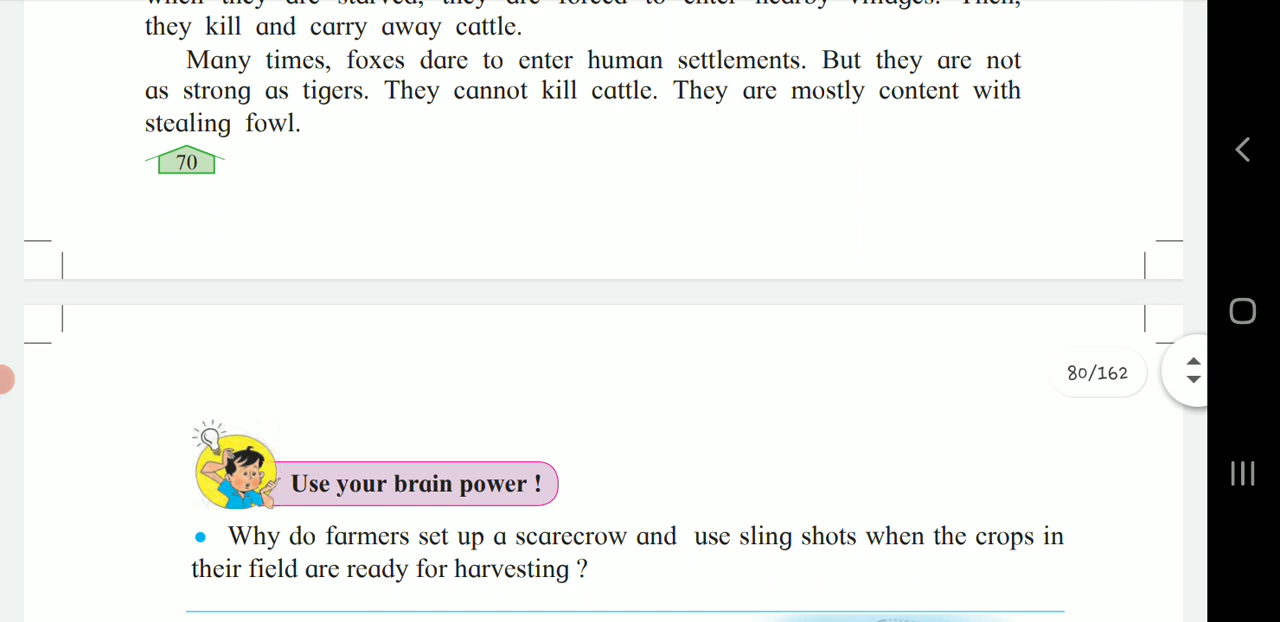 they kill and carry away cattle.
Many times, foxes dare to enter human settlements. But they are not
as strong as tigers. They cannot kill cattle. They are mostly content with
stealing fowl.
70
80/162
Use your brain power !
• Why do farmers set up a scarecrow and use sling shots when the crops in
their field are ready for harvesting ?